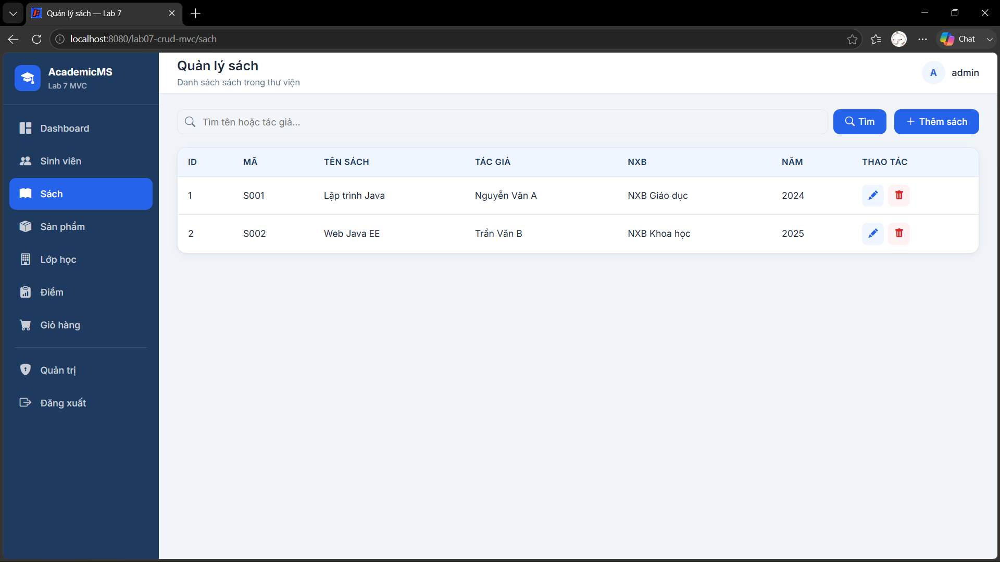 Quản lý sách — Lab 7
localhost:8080/lab07-crud-mvc/sach
Chat
AcademicMS
Lab 7 MVC
Dashboard
Sinh viên
Sách
Sản phẩm
Lớp học
Điểm
Giỏ hàng
Quản trị
Đăng xuất
Quản lý sách
Danh sách sách trong thư viện
A admin
Tìm tên hoặc tác giả...
Tìm
Thêm sách
ID MÃ TÊN SÁCH TÁC GIẢ NXB NĂM THAO TÁC
1 S001 Lập trình Java Nguyễn Văn A NXB Giáo dục 2024
2 S002 Web Java EE Trần Văn B NXB Khoa học 2025